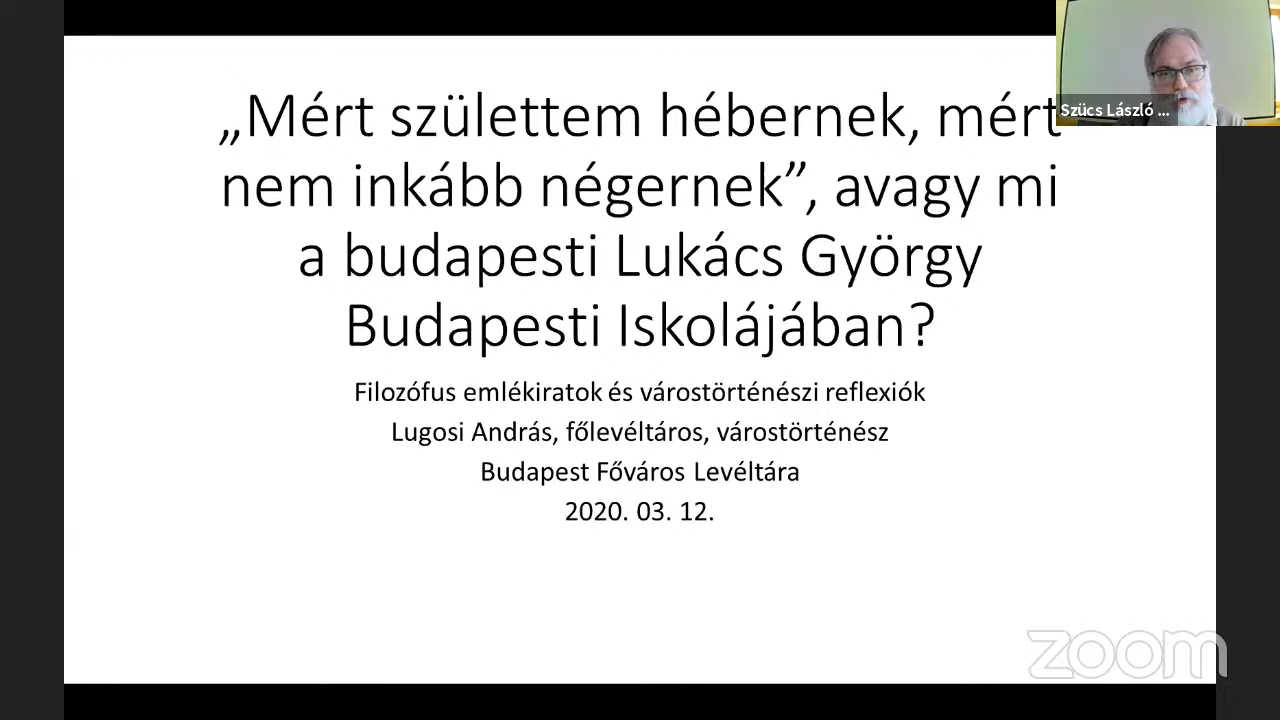 „Mért születtem hébernek, mért
nem inkább négernek”, avagy mi
a budapesti Lukács György
Budapesti Iskolájában?
Filozófus emlékiratok és várostörténészi reflexiók
Lugosi András, főlevéltáros, várostörténész
Budapest Főváros Levéltára
2020. 03. 12.
Szücs László ...
zoom